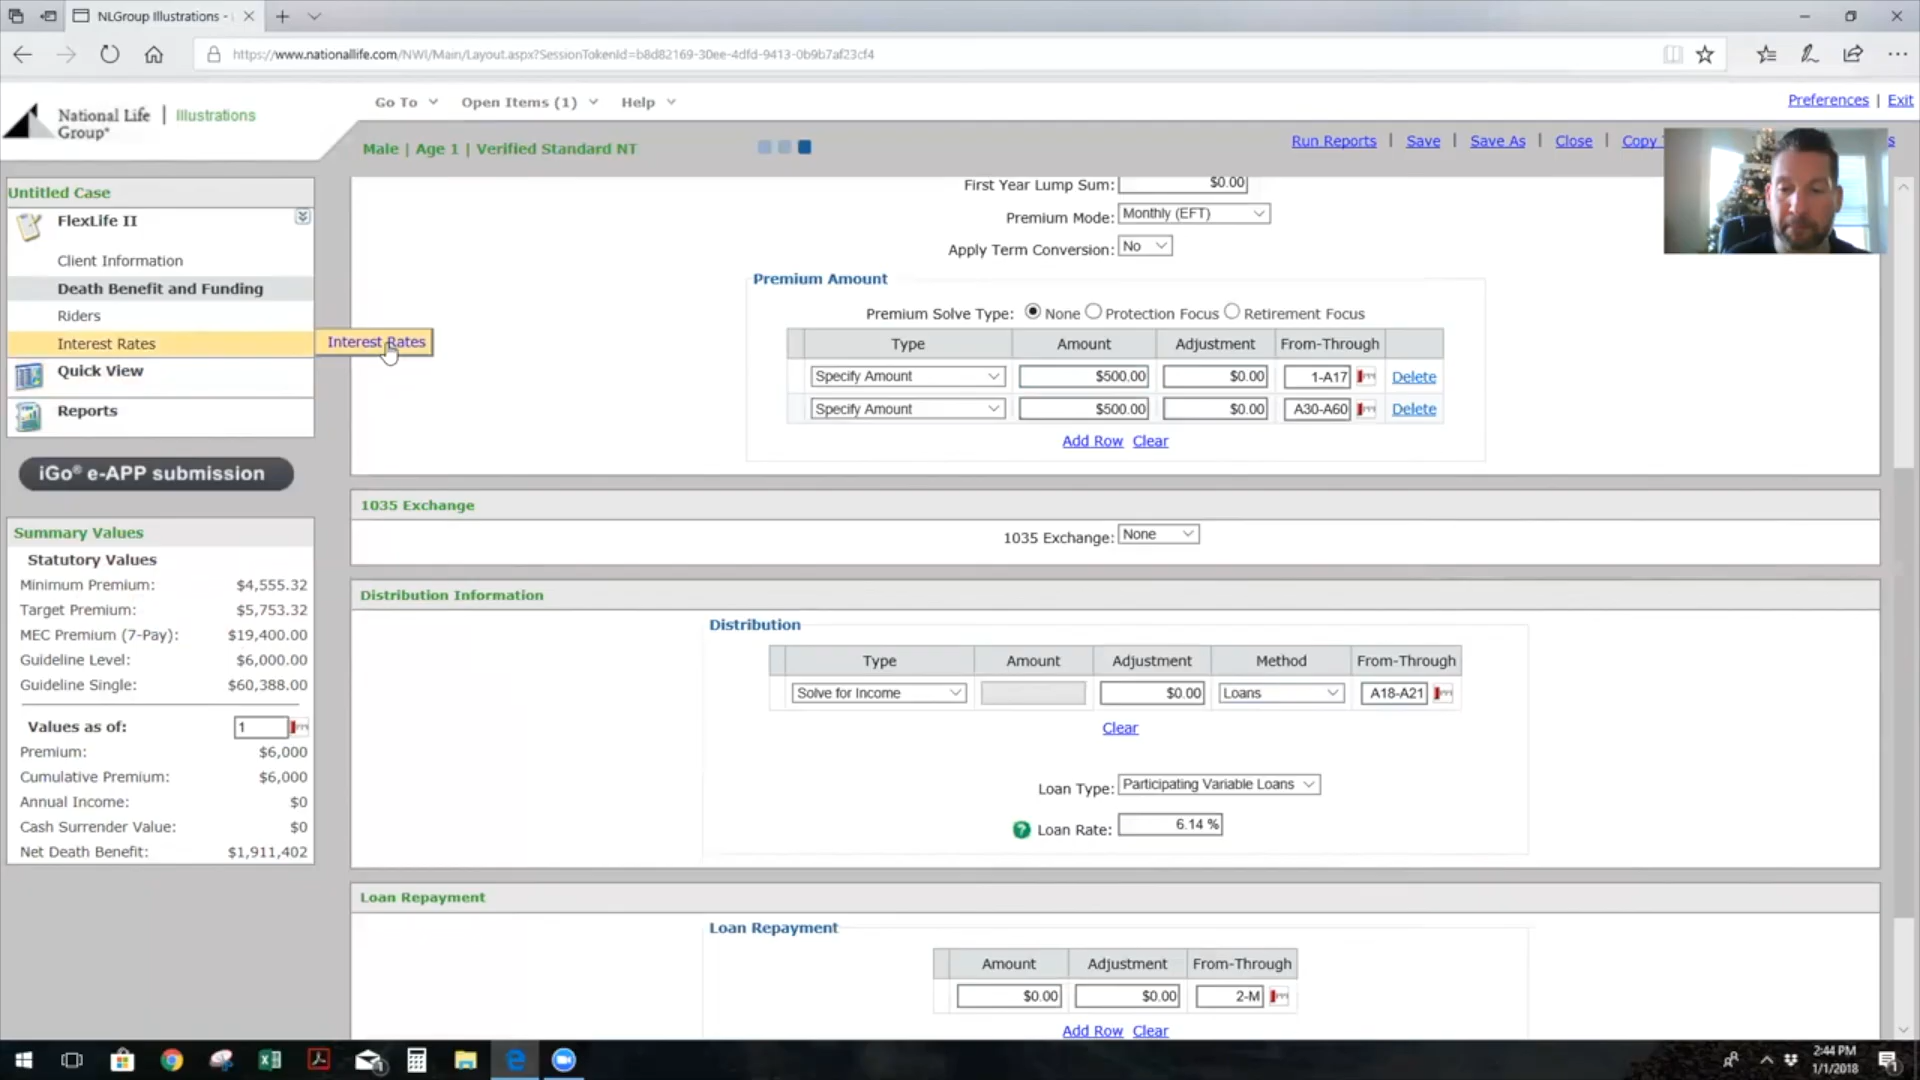 NLGroup Illustrations -
https://www.nationallife.com/NWI/Main/Layout.aspx?SessionTokenId=b8d82169-30ee-4dfd-9413-0b9b7af23cf4
National Life Group® | Illustrations
Go To Open Items (1) Help
Preferences | Exit
Male | Age 1 | Verified Standard NT
Run Reports | Save | Save As | Close | Copy
Untitled Case
FlexLife II
Client Information
Death Benefit and Funding
Riders
Interest Rates
Interest Rates
Quick View
Reports
iGo® e-APP submission
Summary Values
Statutory Values
Minimum Premium: $4,555.32
Target Premium: $5,753.32
MEC Premium (7-Pay): $19,400.00
Guideline Level: $6,000.00
Guideline Single: $60,388.00
Values as of: 1
Premium: $6,000
Cumulative Premium: $6,000
Annual Income: $0
Cash Surrender Value: $0
Net Death Benefit: $1,911,402
First Year Lump Sum: $0.00
Premium Mode: Monthly (EFT)
Apply Term Conversion: No
Premium Amount
Premium Solve Type: None Protection Focus Retirement Focus
Type Amount Adjustment From-Through
Specify Amount $500.00 $0.00 1-A17 Delete
Specify Amount $500.00 $0.00 A30-A60 Delete
Add Row Clear
1035 Exchange
1035 Exchange: None
Distribution Information
Distribution
Type Amount Adjustment Method From-Through
Solve for Income $0.00 Loans A18-A21
Clear
Loan Type: Participating Variable Loans
? Loan Rate: 6.14 %
Loan Repayment
Loan Repayment
Amount Adjustment From-Through
$0.00 $0.00 2-M
Add Row Clear
2:44 PM
1/1/2018